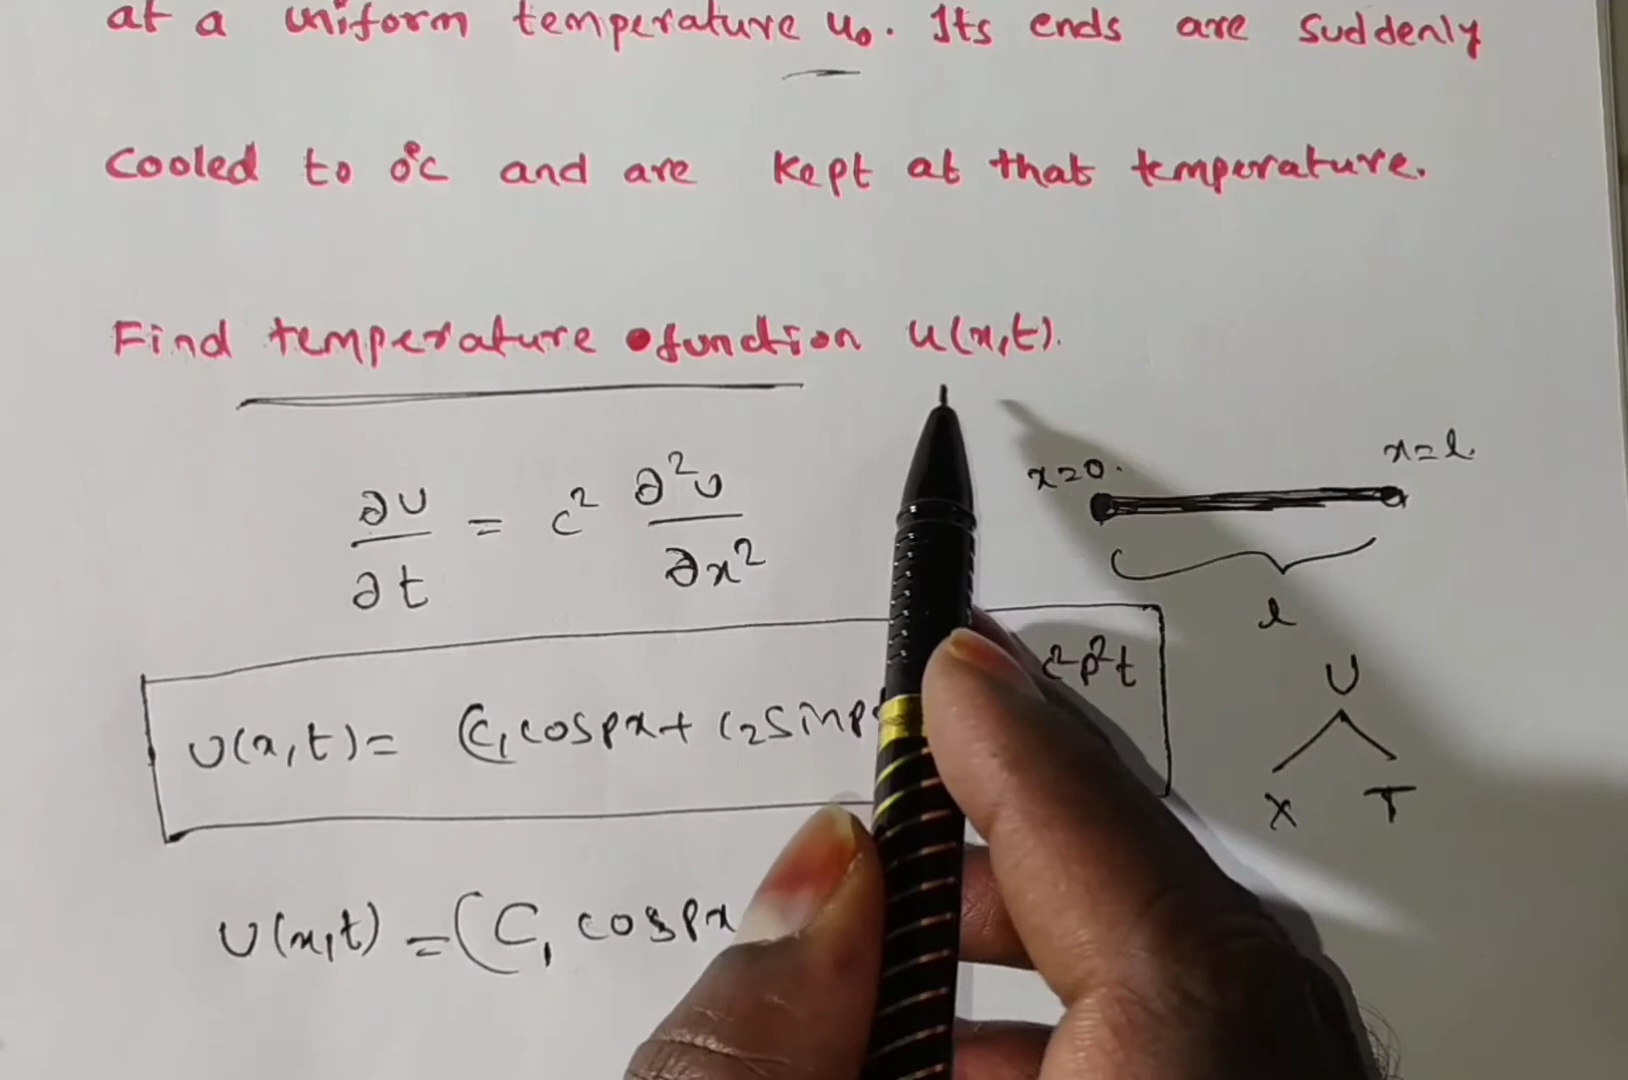 at a uniform temperature u₀. Its ends are suddenly
cooled to 0°c and are kept at that temperature.
Find temperature function u(x,t).
∂u/∂t = c² ∂²u/∂x²
x=0.
x=l.
l
u(x,t) = (c₁cospx + c₂sinp c²p²t
U
X T
u(x,t) = (C₁ cospx